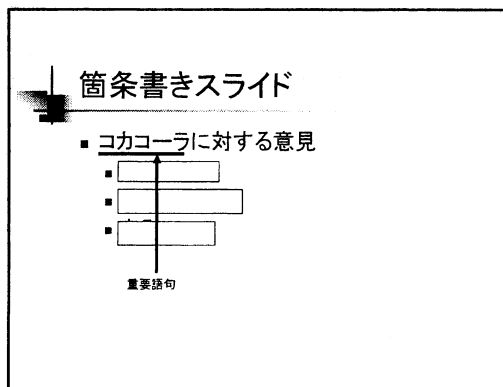 箇条書きスライド
コカコーラに対する意見
重要語句